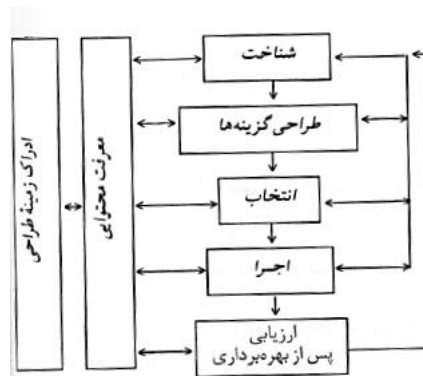 شناخت
طراحی گزینه‌ها
انتخاب
اجرا
ارزیابی
پس از بهره‌برداری
معرفت محتوایی
ادراک زمینهٔ طراحی